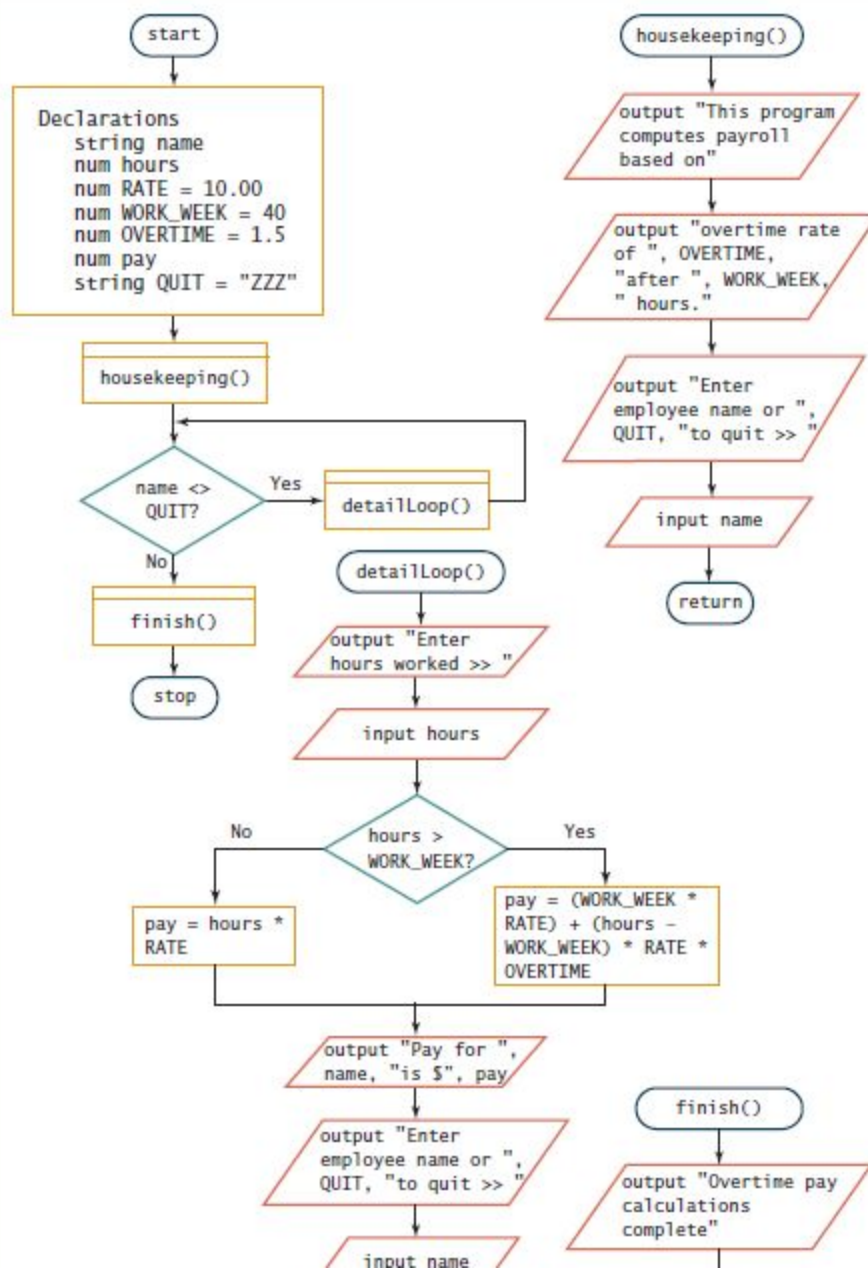 start
Declarations
string name
num hours
num RATE = 10.00
num WORK_WEEK = 40
num OVERTIME = 1.5
num pay
string QUIT = "ZZZ"
housekeeping()
name <>
QUIT?
Yes
detailLoop()
No
finish()
stop
housekeeping()
output "This program
computes payroll
based on"
output "overtime rate
of ", OVERTIME,
"after ", WORK_WEEK,
" hours."
output "Enter
employee name or ",
QUIT, "to quit >> "
input name
return
detailLoop()
output "Enter
hours worked >> "
input hours
hours >
WORK_WEEK?
No
Yes
pay = hours *
RATE
pay = (WORK_WEEK *
RATE) + (hours -
WORK_WEEK) * RATE *
OVERTIME
output "Pay for ",
name, "is $", pay
output "Enter
employee name or ",
QUIT, "to quit >> "
input name
finish()
output "Overtime pay
calculations
complete"